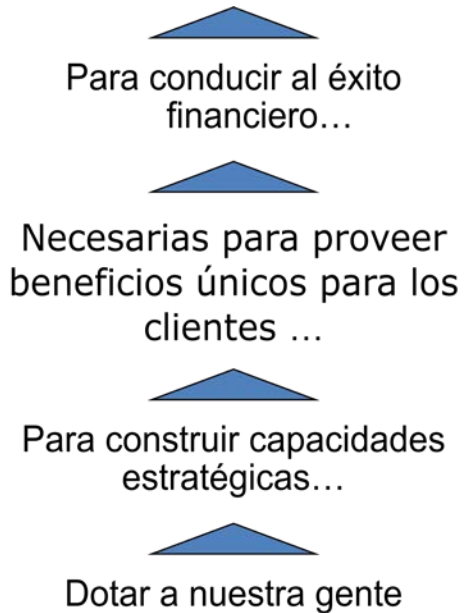 Para conducir al éxito
financiero…
Necesarias para proveer
beneficios únicos para los
clientes …
Para construir capacidades
estratégicas…
Dotar a nuestra gente